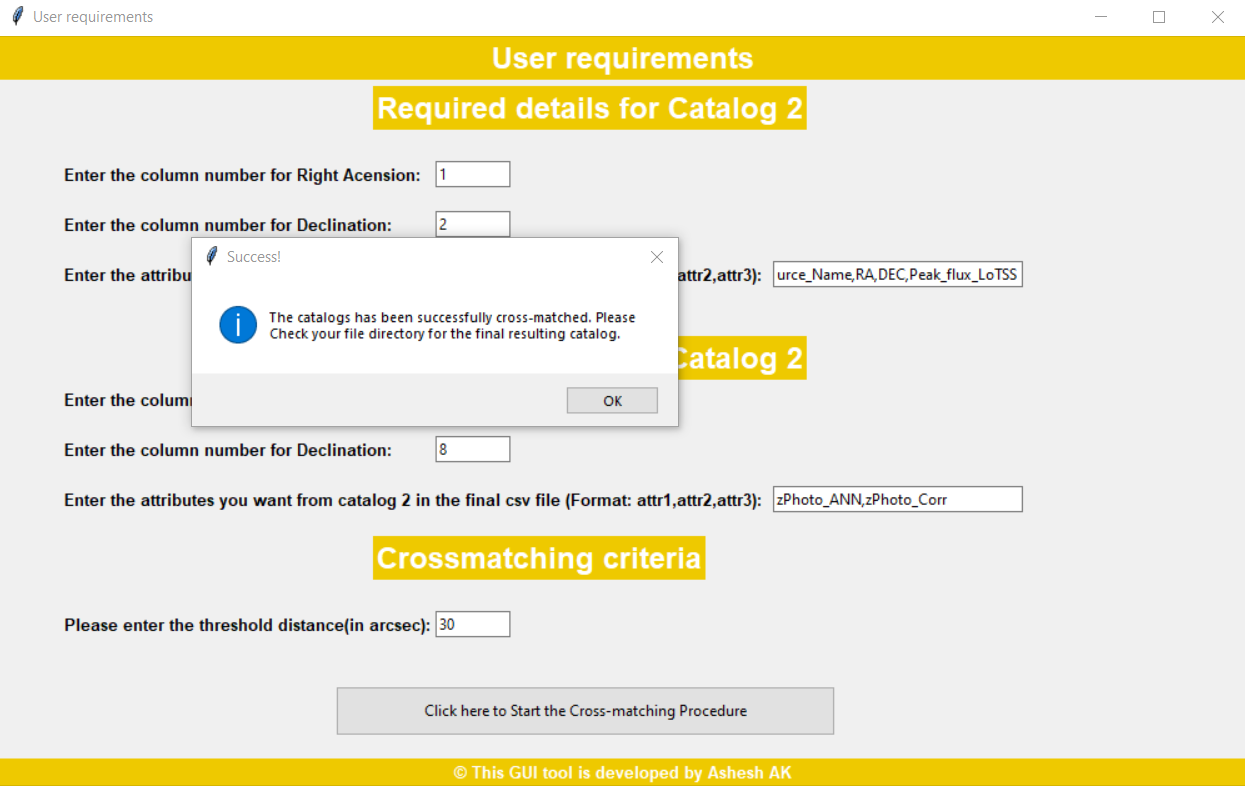 User requirements
User requirements
Required details for Catalog 2
Enter the column number for Right Acension: 1
Enter the column number for Declination: 2
Success!
Enter the attribu attr2,attr3): urce_Name,RA,DEC,Peak_flux_LoTSS
The catalogs has been successfully cross-matched. Please
Check your file directory for the final resulting catalog.
Catalog 2
Enter the colum
OK
Enter the column number for Declination: 8
Enter the attributes you want from catalog 2 in the final csv file (Format: attr1,attr2,attr3): zPhoto_ANN,zPhoto_Corr
Crossmatching criteria
Please enter the threshold distance(in arcsec): 30
Click here to Start the Cross-matching Procedure
© This GUI tool is developed by Ashesh AK